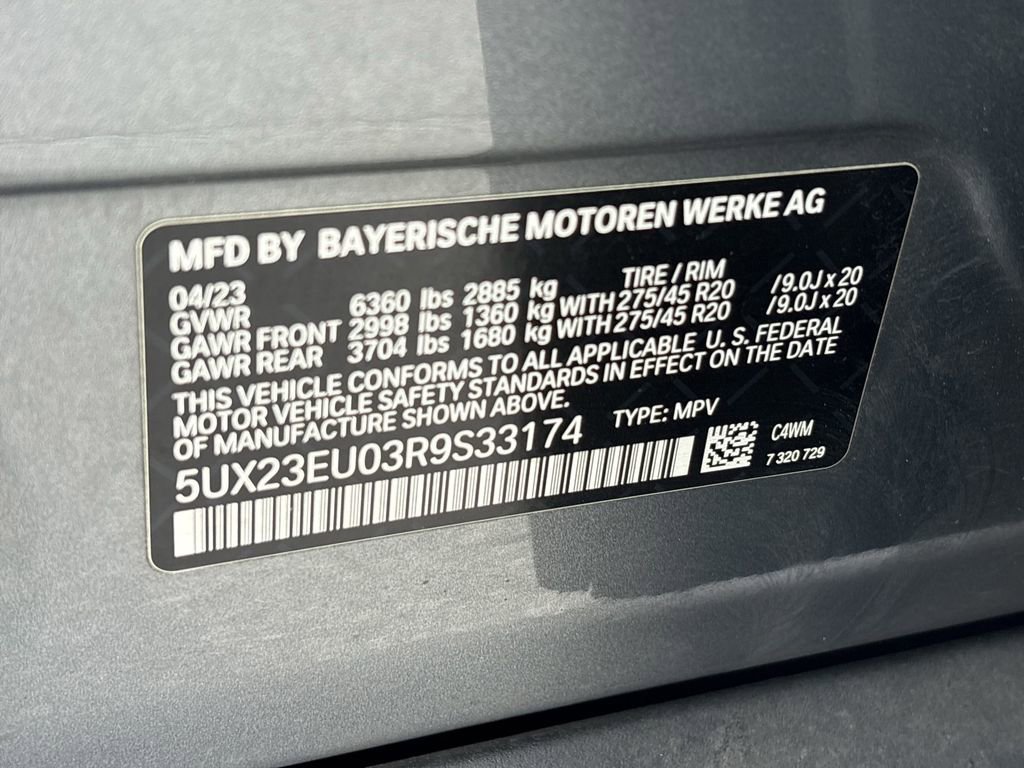 MFD BY BAYERISCHE MOTOREN WERKE AG
04/23 TIRE / RIM
GVWR 6360 lbs 2885 kg
GAWR FRONT 2998 lbs 1360 kg WITH 275/45 R20 /9.0J x 20
GAWR REAR 3704 lbs 1680 kg WITH 275/45 R20 /9.0J x 20
THIS VEHICLE CONFORMS TO ALL APPLICABLE U. S. FEDERAL
MOTOR VEHICLE SAFETY STANDARDS IN EFFECT ON THE DATE
OF MANUFACTURE SHOWN ABOVE.
5UX23EU03R9S33174 TYPE: MPV
C4WM
7 320 729